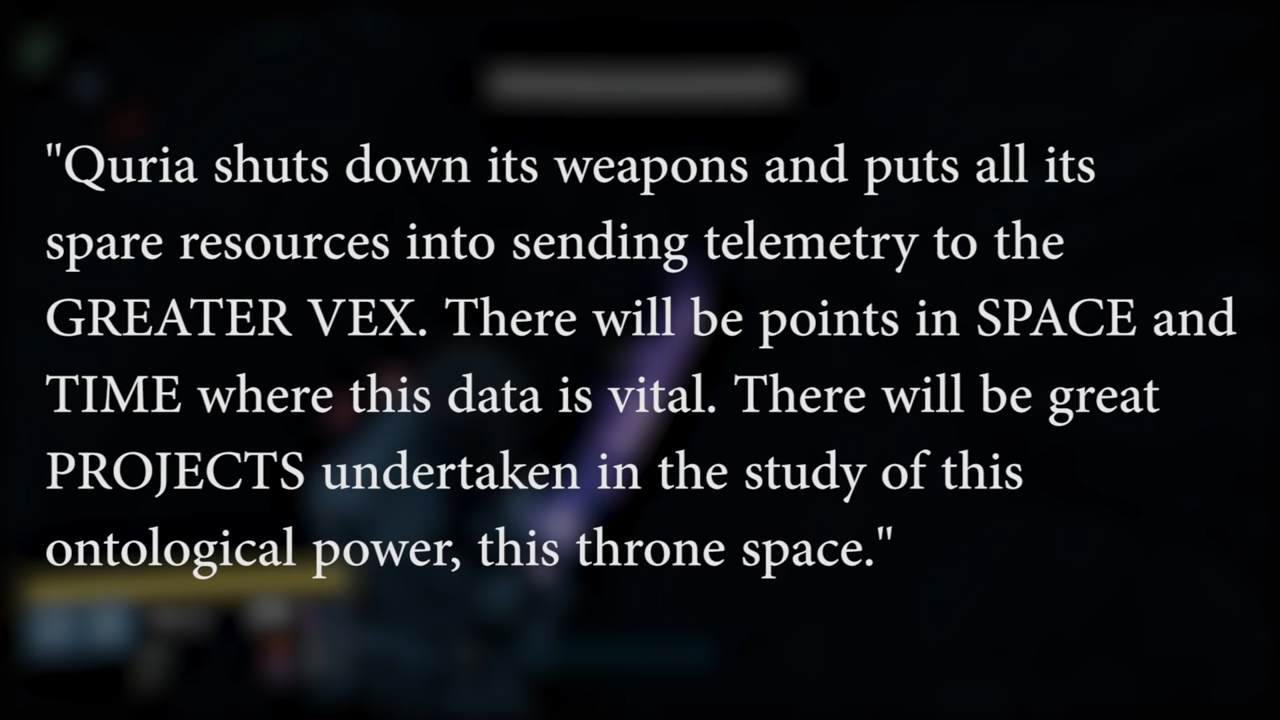 "Quria shuts down its weapons and puts all its
spare resources into sending telemetry to the
GREATER VEX. There will be points in SPACE and
TIME where this data is vital. There will be great
PROJECTS undertaken in the study of this
ontological power, this throne space."